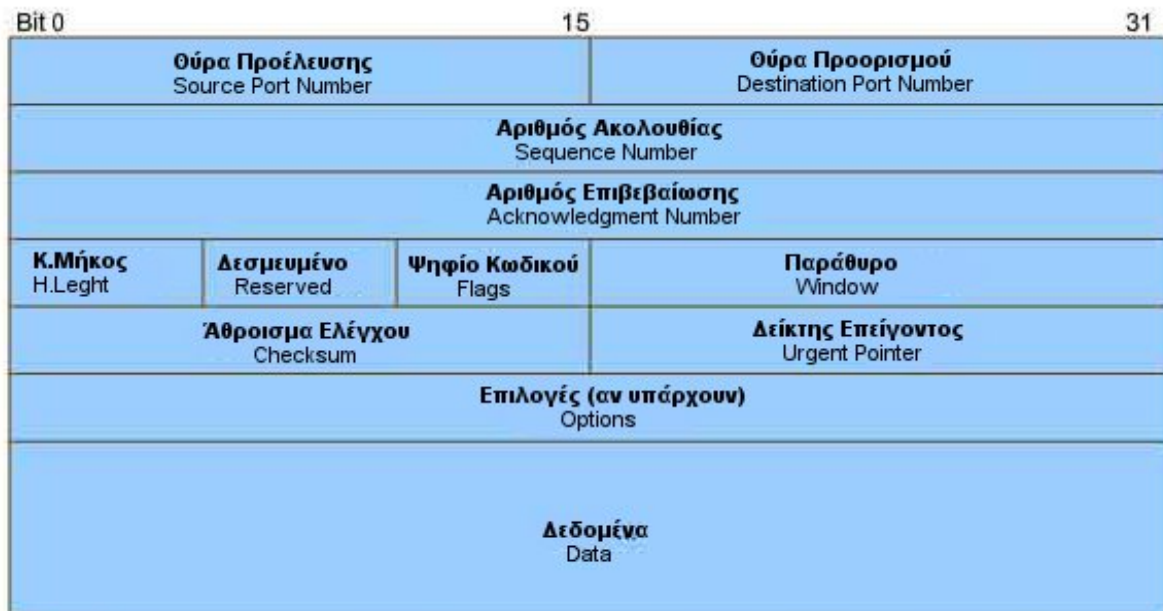 Bit 0 15 31
Θύρα Προέλευσης
Source Port Number
Θύρα Προορισμού
Destination Port Number
Αριθμός Ακολουθίας
Sequence Number
Αριθμός Επιβεβαίωσης
Acknowledgment Number
Κ.Μήκος
H.Leght
Δεσμευμένο
Reserved
Ψηφίο Κωδικού
Flags
Παράθυρο
Window
Άθροισμα Ελέγχου
Checksum
Δείκτης Επείγοντος
Urgent Pointer
Επιλογές (αν υπάρχουν)
Options
Δεδομένα
Data